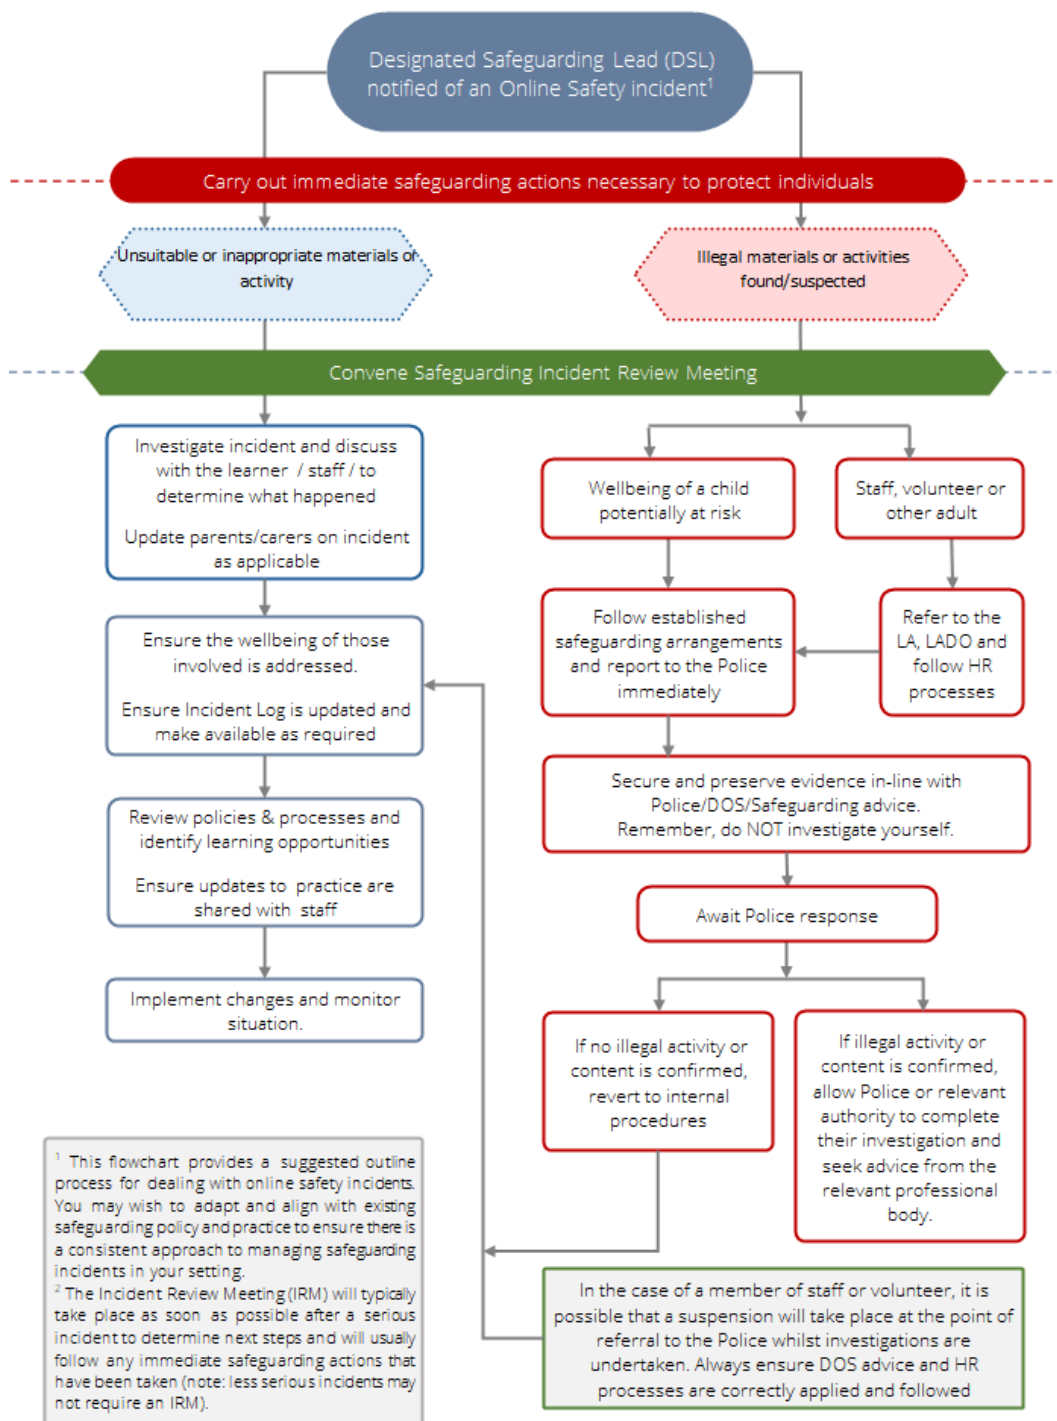 Designated Safeguarding Lead (DSL)
notified of an Online Safety incident¹
Carry out immediate safeguarding actions necessary to protect individuals
Unsuitable or inappropriate materials or
activity
Illegal materials or activities
found/suspected
Convene Safeguarding Incident Review Meeting
Investigate incident and discuss
with the learner / staff / to
determine what happened
Update parents/carers on incident
as applicable
Ensure the wellbeing of those
involved is addressed.
Ensure Incident Log is updated and
make available as required
Review policies & processes and
identify learning opportunities
Ensure updates to practice are
shared with staff
Implement changes and monitor
situation.
Wellbeing of a child
potentially at risk
Staff, volunteer or
other adult
Follow established
safeguarding arrangements
and report to the Police
immediately
Refer to the
LA, LADO and
follow HR
processes
Secure and preserve evidence in-line with
Police/DOS/Safeguarding advice.
Remember, do NOT investigate yourself.
Await Police response
If no illegal activity or
content is confirmed,
revert to internal
procedures
If illegal activity or
content is confirmed,
allow Police or relevant
authority to complete
their investigation and
seek advice from the
relevant professional
body.
¹ This flowchart provides a suggested outline
process for dealing with online safety incidents.
You may wish to adapt and align with existing
safeguarding policy and practice to ensure there is
a consistent approach to managing safeguarding
incidents in your setting.
² The Incident Review Meeting (IRM) will typically
take place as soon as possible after a serious
incident to determine next steps and will usually
follow any immediate safeguarding actions that
have been taken (note: less serious incidents may
not require an IRM).
In the case of a member of staff or volunteer, it is
possible that a suspension will take place at the point of
referral to the Police whilst investigations are
undertaken. Always ensure DOS advice and HR
processes are correctly applied and followed